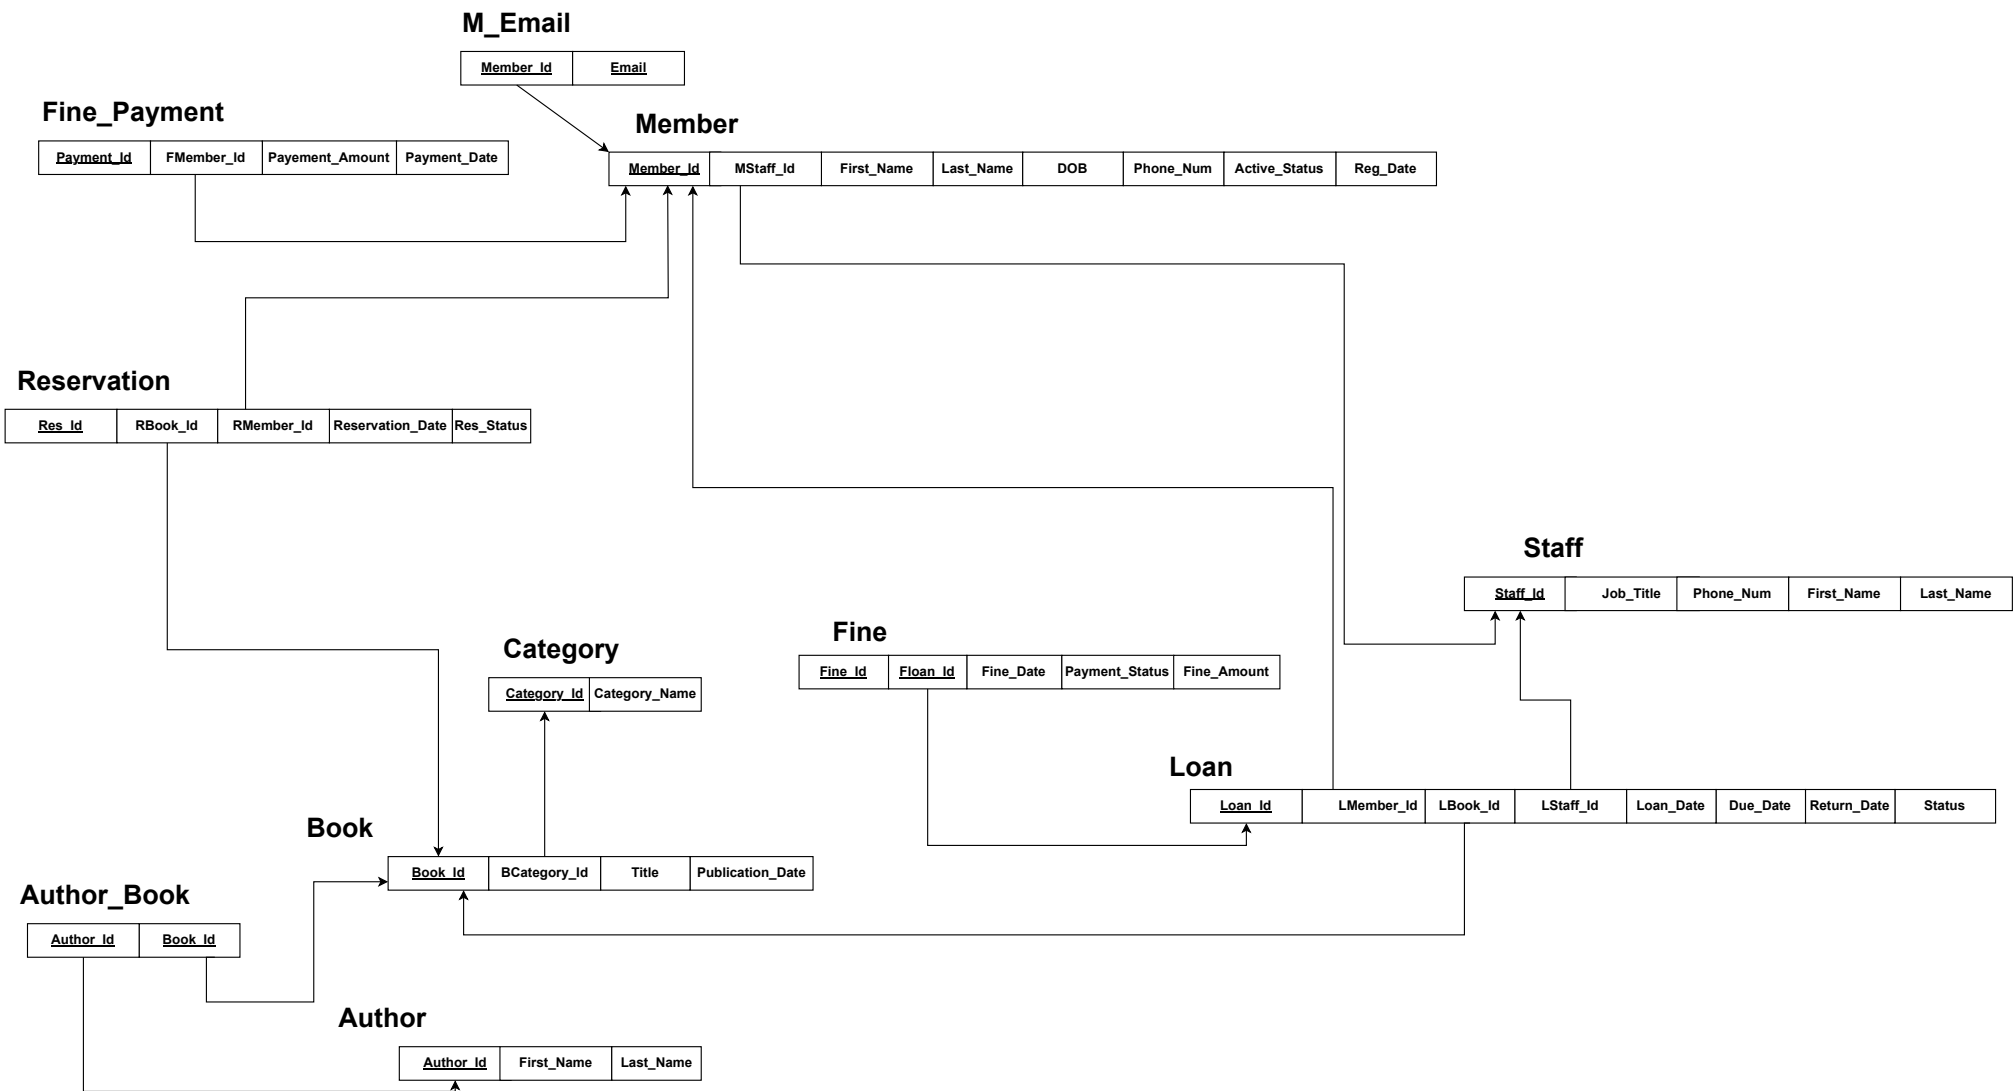 M_Email
Member_Id Email
Fine_Payment
Payment_Id FMember_Id Payement_Amount Payment_Date
Member
Member_Id MStaff_Id First_Name Last_Name DOB Phone_Num Active_Status Reg_Date
Reservation
Res_Id RBook_Id RMember_Id Reservation_Date Res_Status
Staff
Staff_Id Job_Title Phone_Num First_Name Last_Name
Fine
Fine_Id Floan_Id Fine_Date Payment_Status Fine_Amount
Category
Category_Id Category_Name
Loan
Loan_Id LMember_Id LBook_Id LStaff_Id Loan_Date Due_Date Return_Date Status
Book
Book_Id BCategory_Id Title Publication_Date
Author_Book
Author_Id Book_Id
Author
Author_Id First_Name Last_Name